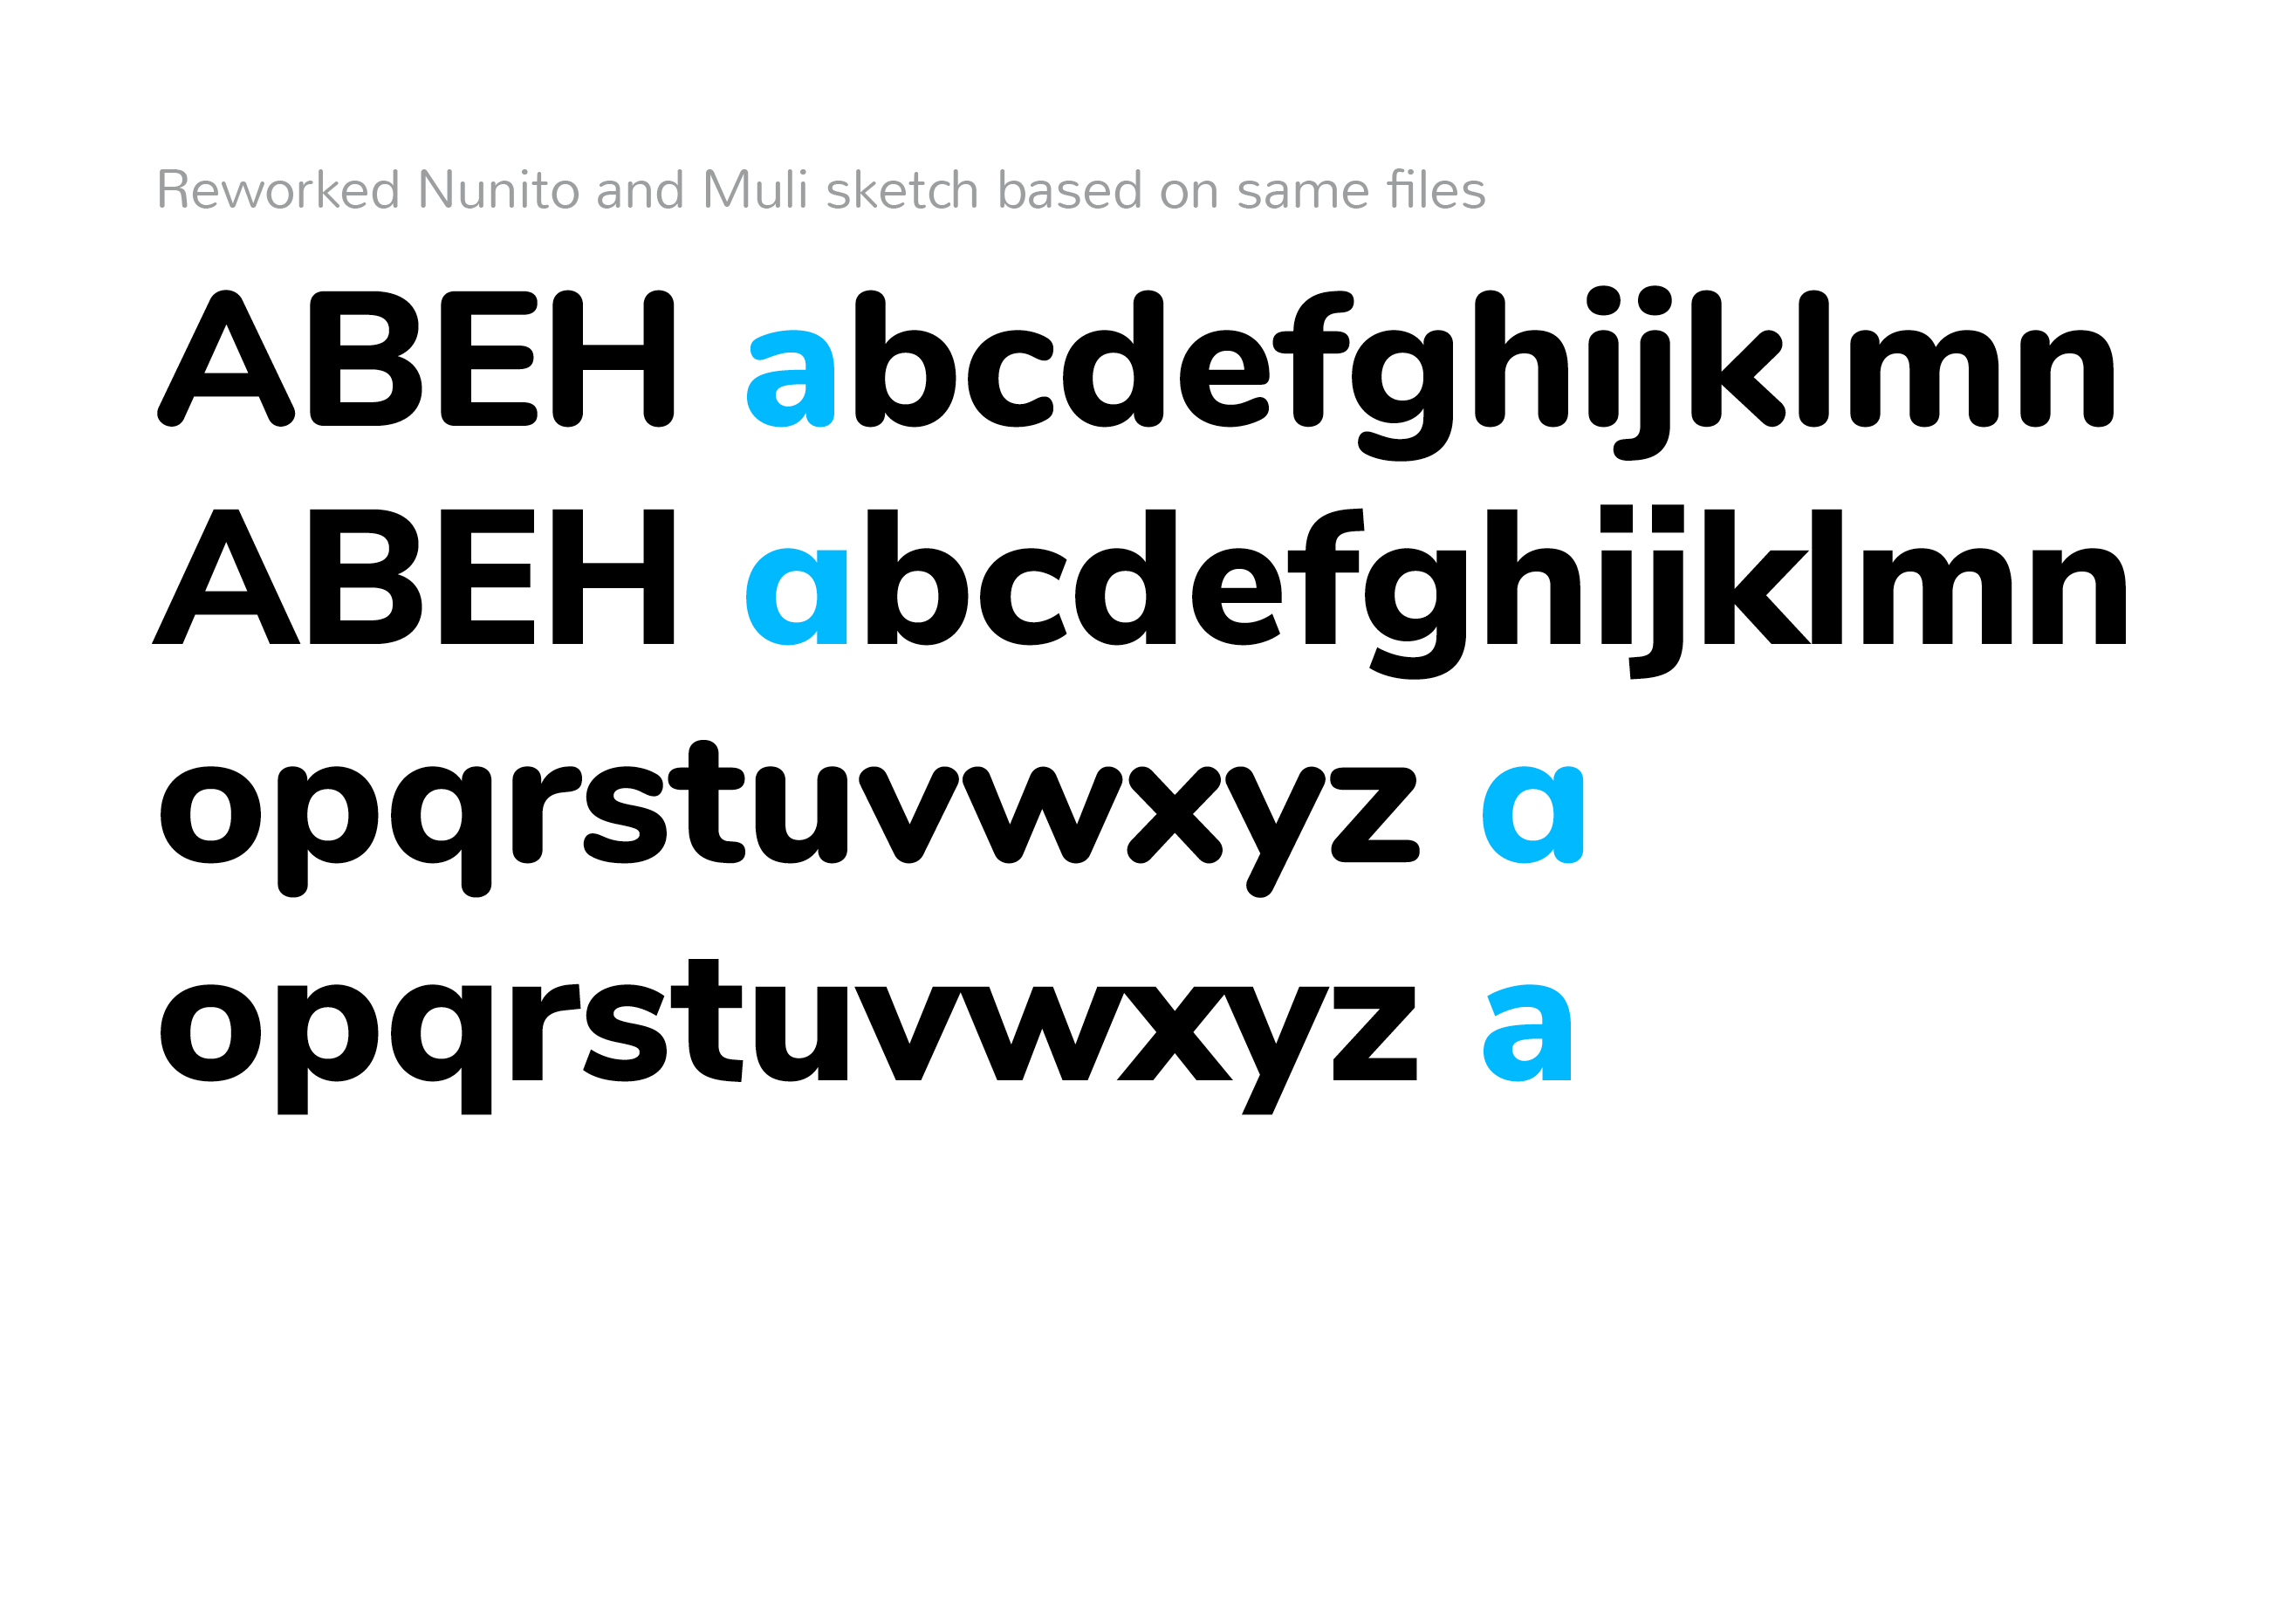 Reworked Nunito and Muli sketch based on same files
ABEH abcdefghijklmn
ABEH abcdefghijklmn
opqrstuvwxyz a
opqrstuvwxyz a